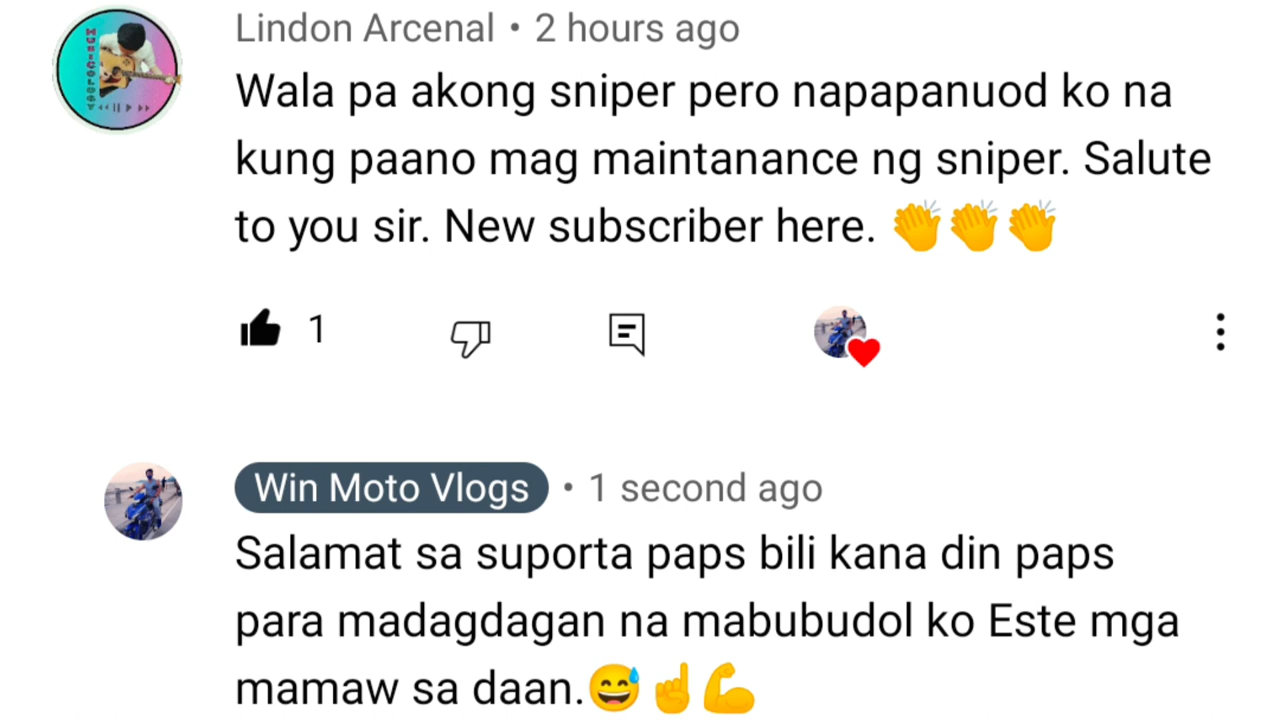 Lindon Arcenal • 2 hours ago
Wala pa akong sniper pero napapanuod ko na
kung paano mag maintanance ng sniper. Salute
to you sir. New subscriber here. 👏👏👏
MUSICOLOGY
1
Win Moto Vlogs • 1 second ago
Salamat sa suporta paps bili kana din paps
para madagdagan na mabubudol ko Este mga
mamaw sa daan.😅☝️💪